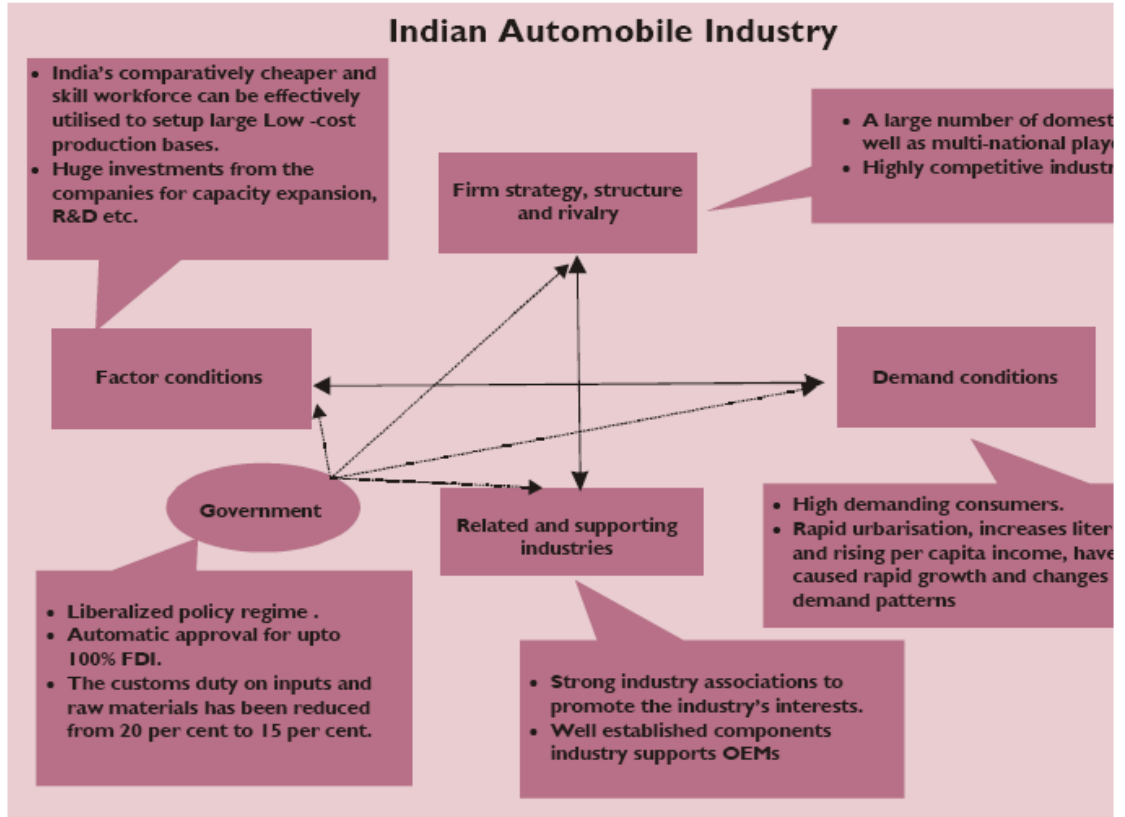 Indian Automobile Industry
• India's comparatively cheaper and
skill workforce can be effectively
utilised to setup large Low -cost
production bases.
• Huge investments from the
companies for capacity expansion,
R&D etc.
• A large number of
well as multi-national
• Highly competitive
Firm strategy, structure
and rivalry
Factor conditions
Demand conditions
Government
Related and supporting
industries
• High demanding consumers.
• Rapid urbarisation, increases
and rising per capita income, have
caused rapid growth and changes
demand patterns
• Liberalized policy regime .
• Automatic approval for upto
100% FDI.
• The customs duty on inputs and
raw materials has been reduced
from 20 per cent to 15 per cent.
• Strong industry associations to
promote the industry's interests.
• Well established components
industry supports OEMs